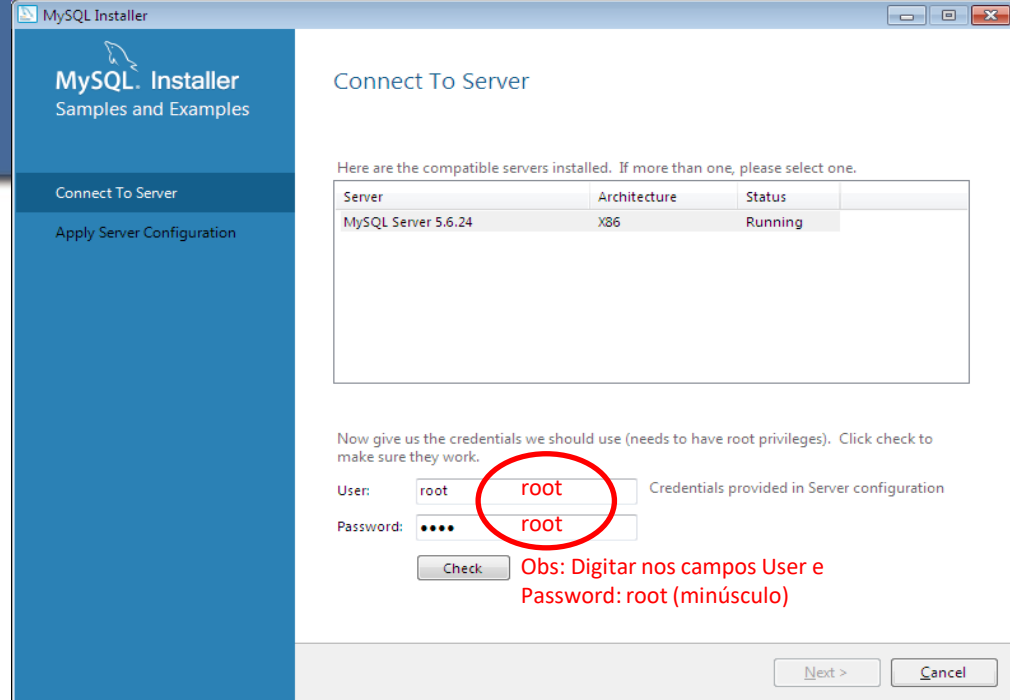 MySQL Installer
MySQL. Installer
Samples and Examples
Connect To Server
Apply Server Configuration
Connect To Server
Here are the compatible servers installed. If more than one, please select one.
Server Architecture Status
MySQL Server 5.6.24 X86 Running
Now give us the credentials we should use (needs to have root privileges). Click check to
make sure they work.
User: root root Credentials provided in Server configuration
Password: •••• root
Check
Obs: Digitar nos campos User e
Password: root (minúsculo)
Next > Cancel